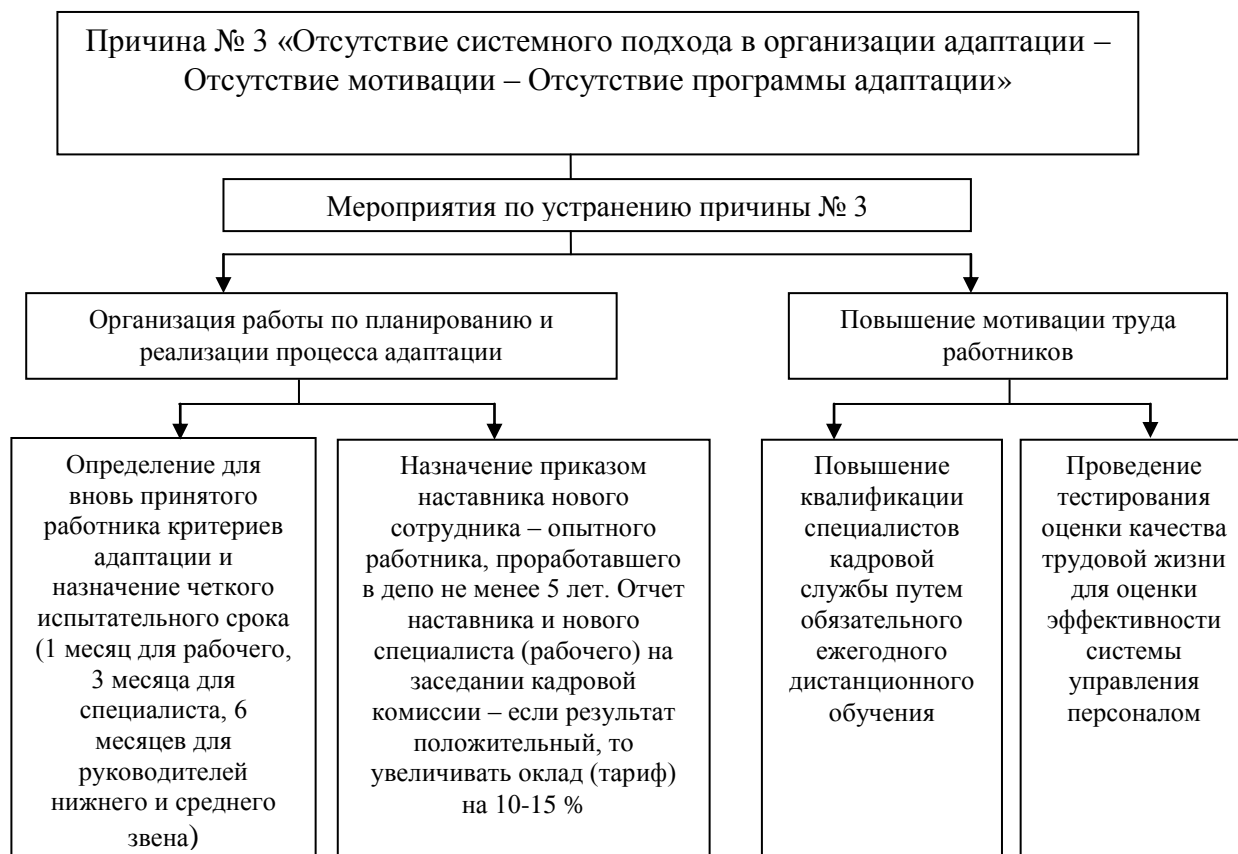 Причина № 3 «Отсутствие системного подхода в организации адаптации –
Отсутствие мотивации – Отсутствие программы адаптации»
Мероприятия по устранению причины № 3
Организация работы по планированию и
реализации процесса адаптации
Повышение мотивации труда
работников
Определение для
вновь принятого
работника критериев
адаптации и
назначение четкого
испытательного срока
(1 месяц для рабочего,
3 месяца для
специалиста, 6
месяцев для
руководителей
нижнего и среднего
звена)
Назначение приказом
наставника нового
сотрудника – опытного
работника, проработавшего
в депо не менее 5 лет. Отчет
наставника и нового
специалиста (рабочего) на
заседании кадровой
комиссии – если результат
положительный, то
увеличивать оклад (тариф)
на 10-15 %
Повышение
квалификации
специалистов
кадровой
службы путем
обязательного
ежегодного
дистанционного
обучения
Проведение
тестирования
оценки качества
трудовой жизни
для оценки
эффективности
системы
управления
персоналом